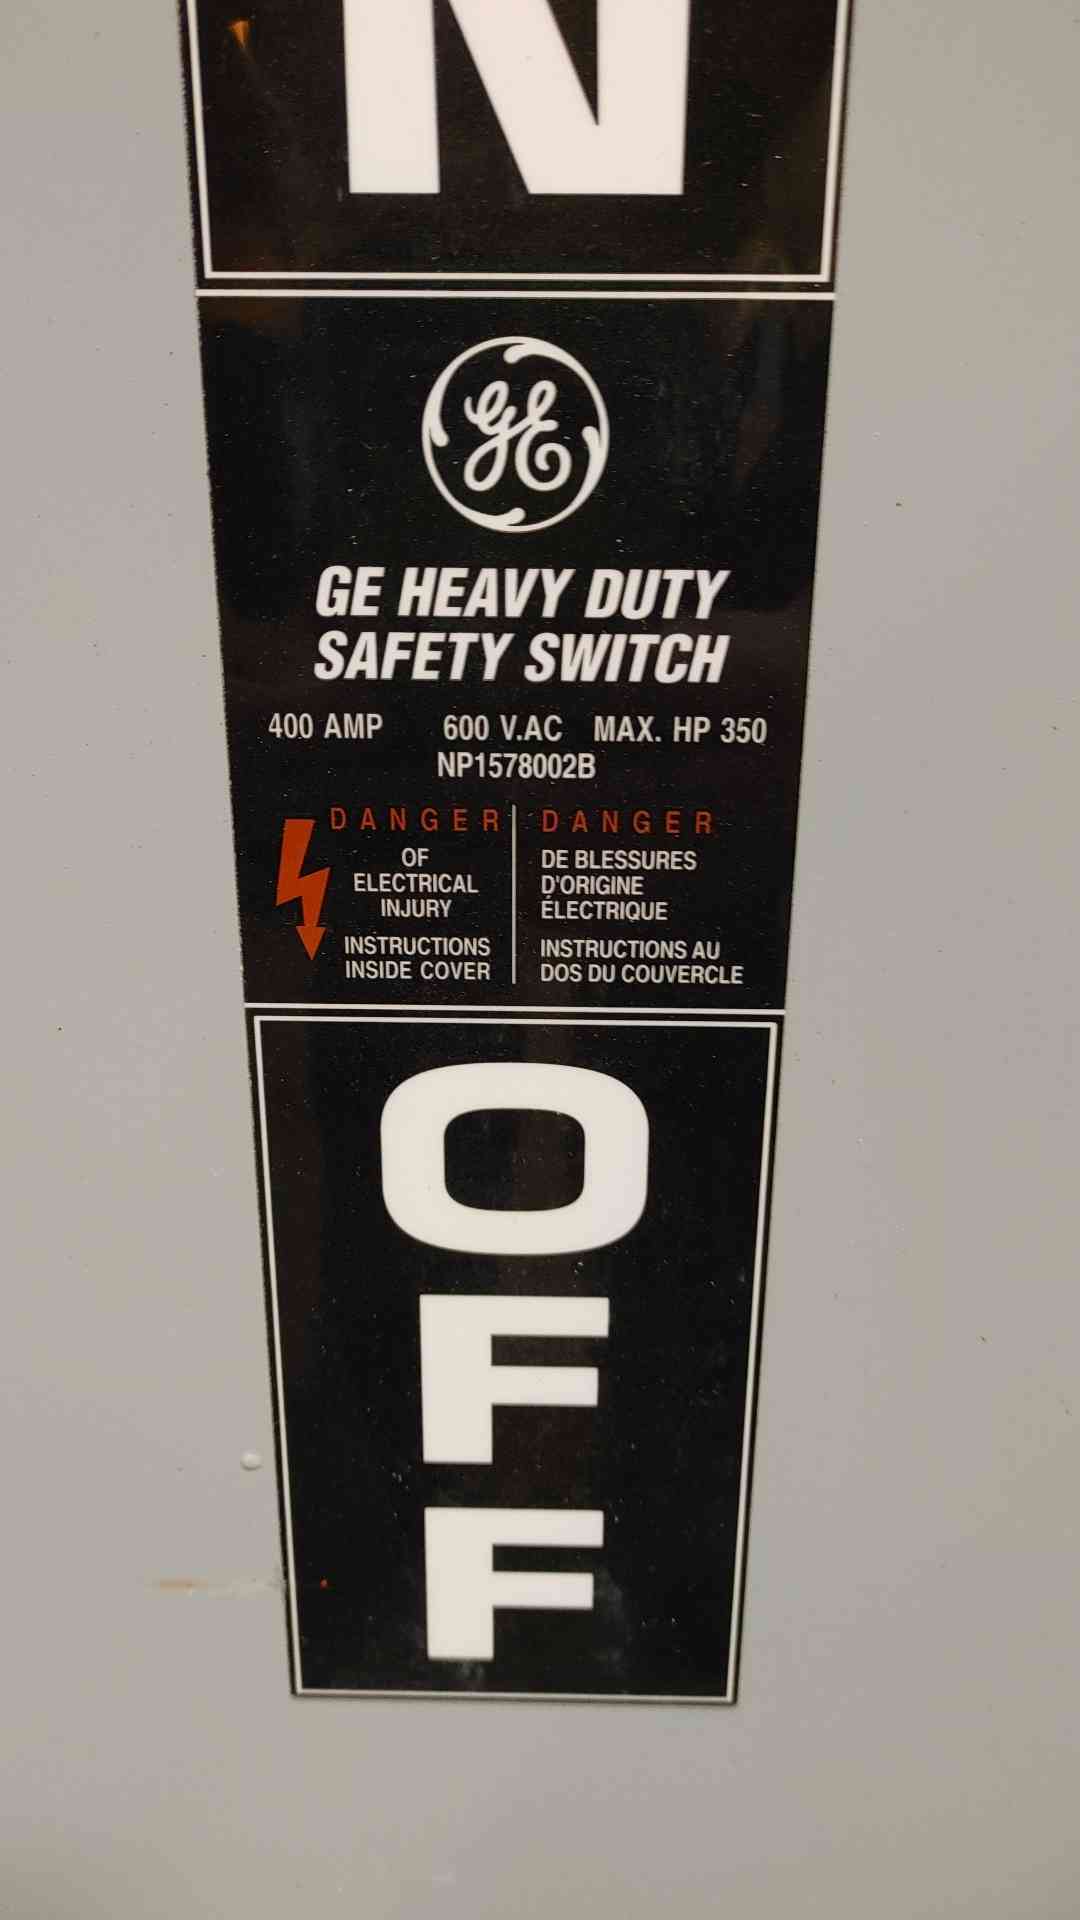 N
GE
GE HEAVY DUTY
SAFETY SWITCH
400 AMP 600 V.AC MAX. HP 350
NP1578002B
DANGER
OF
ELECTRICAL
INJURY
INSTRUCTIONS
INSIDE COVER
DANGER
DE BLESSURES
D'ORIGINE
ÉLECTRIQUE
INSTRUCTIONS AU
DOS DU COUVERCLE
O
F
F